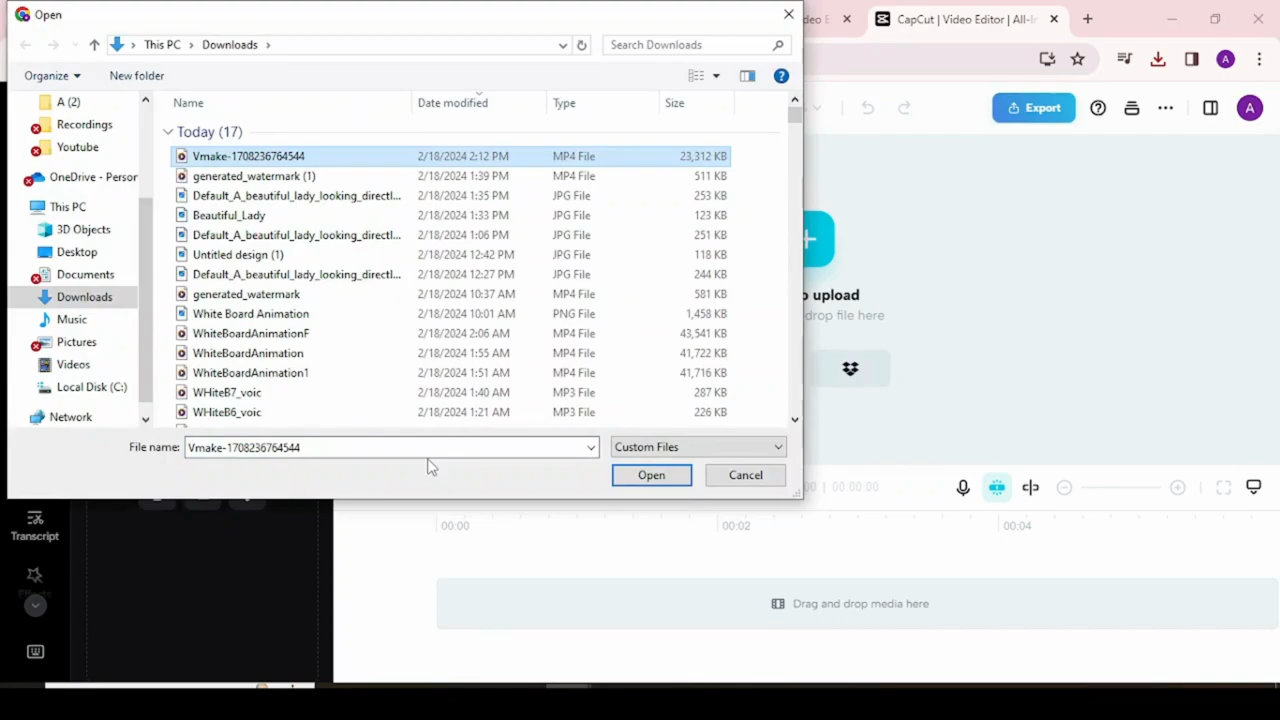 Open
ideo E
CapCut | Video Editor | All-In
This PC
Downloads
Search Downloads
A
Organize
New folder
?
Export
A
A (2)
Recordings
Youtube
OneDrive - Person
This PC
3D Objects
Desktop
Documents
Downloads
Music
Pictures
Videos
Local Disk (C:)
Network
Name Date modified Type Size
Today (17)
Vmake-1708236764544 2/18/2024 2:12 PM MP4 File 23,312 KB
generated_watermark (1) 2/18/2024 1:39 PM MP4 File 511 KB
Default_A_beautiful_lady_looking_directl... 2/18/2024 1:35 PM JPG File 253 KB
Beautiful_Lady 2/18/2024 1:33 PM JPG File 123 KB
Default_A_beautiful_lady_looking_directl... 2/18/2024 1:06 PM JPG File 251 KB
Untitled design (1) 2/18/2024 12:42 PM JPG File 118 KB
Default_A_beautiful_lady_looking_directl... 2/18/2024 12:27 PM JPG File 244 KB
generated_watermark 2/18/2024 10:37 AM MP4 File 581 KB
White Board Animation 2/18/2024 10:01 AM PNG File 1,458 KB
WhiteBoardAnimationF 2/18/2024 2:06 AM MP4 File 43,541 KB
WhiteBoardAnimation 2/18/2024 1:55 AM MP4 File 41,722 KB
WhiteBoardAnimation1 2/18/2024 1:51 AM MP4 File 41,716 KB
WHiteB7_voic 2/18/2024 1:40 AM MP3 File 287 KB
WHiteB6_voic 2/18/2024 1:21 AM MP3 File 226 KB
File name: Vmake-1708236764544
Custom Files
Open Cancel
o upload
drop file here
00 | 00:00:00
Transcript
Effects
00:00 00:02 00:04
Drag and drop media here